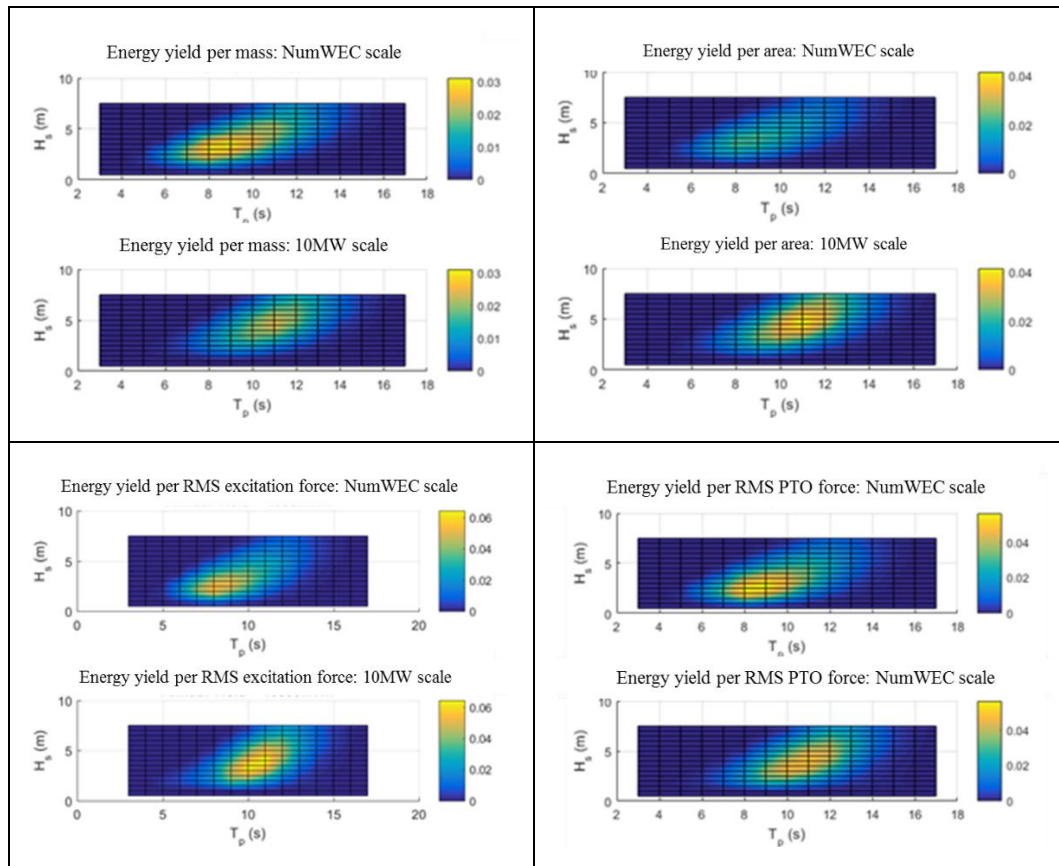 Energy yield per mass: NumWEC scale
10
5
0
H_s (m)
2 4 6 8 10 12 14 16 18
T_p (s)
0.03
0.02
0.01
0
Energy yield per mass: 10MW scale
10
5
0
H_s (m)
2 4 6 8 10 12 14 16 18
T_p (s)
0.03
0.02
0.01
0
Energy yield per area: NumWEC scale
10
5
0
H_s (m)
2 4 6 8 10 12 14 16 18
T_p (s)
0.04
0.02
0
Energy yield per area: 10MW scale
10
5
0
H_s (m)
2 4 6 8 10 12 14 16 18
T_p (s)
0.04
0.02
0
Energy yield per RMS excitation force: NumWEC scale
10
5
0
H_s (m)
0 5 10 15 20
T_p (s)
0.06
0.04
0.02
0
Energy yield per RMS excitation force: 10MW scale
10
5
0
H_s (m)
0 5 10 15 20
T_p (s)
0.06
0.04
0.02
0
Energy yield per RMS PTO force: NumWEC scale
10
5
0
H_s (m)
2 4 6 8 10 12 14 16 18
T_p (s)
0.04
0.02
0
Energy yield per RMS PTO force: NumWEC scale
10
5
0
H_s (m)
2 4 6 8 10 12 14 16 18
T_p (s)
0.04
0.02
0